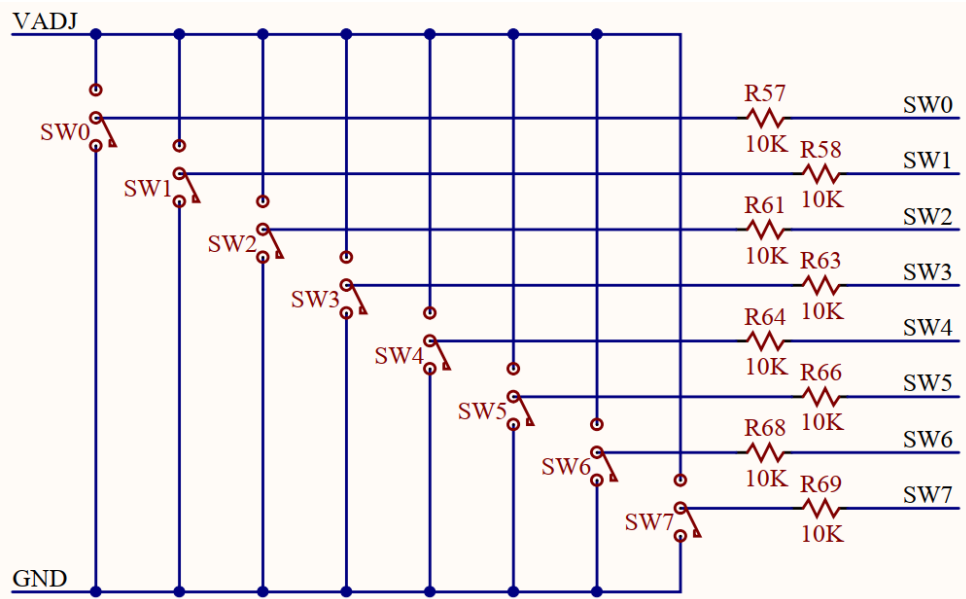 VADJ
R57
SW0
SW0
10K
R58
SW1
SW1
10K
R61
SW2
SW2
10K
R63
SW3
SW3
10K
R64
SW4
SW4
10K
R66
SW5
SW5
10K
R68
SW6
SW6
10K
R69
SW7
SW7
10K
GND